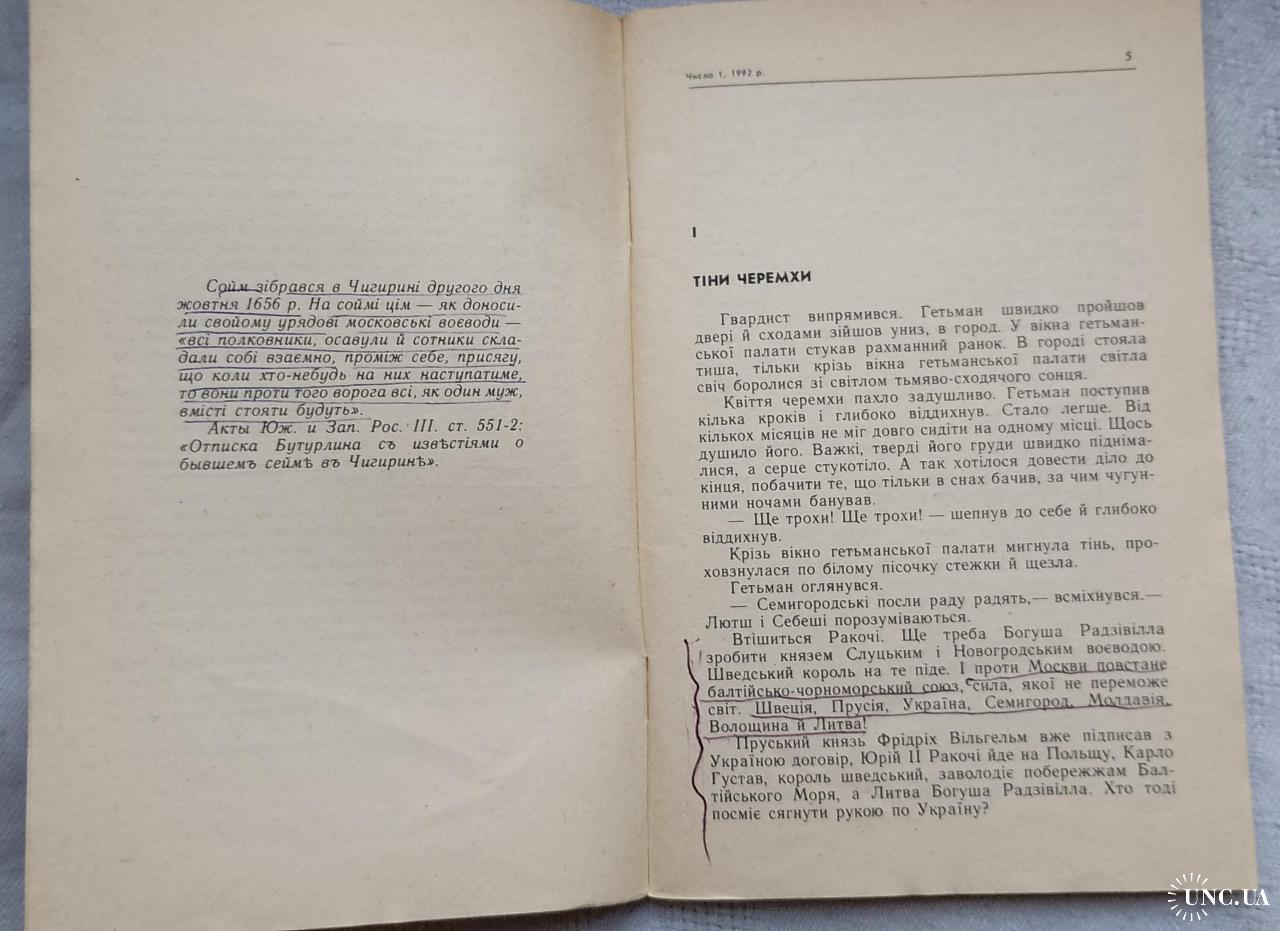 Сойм зібрався в Чигирині другого дня
жовтня 1656 р. На соймі цім — як доноси-
ли свойому урядові московські воєводи —
«всі полковники, осавули й сотники скла-
дали собі взаємно, проміж себе, присягу,
що коли хто-небудь на них наступатиме,
то вони проти того ворога всі, як один муж,
вмісті стояти будуть».
Акты Юж. и Зап. Рос. III. ст. 551-2:
«Отписка Бутурлина съ извѣстіями о
бывшемъ сеймѣ въ Чигиринѣ».
Число 1, 1992 р.
5
I
ТІНИ ЧЕРЕМХИ
Гвардист випрямився. Гетьман швидко пройшов
двері й сходами зійшов униз, в город. У вікна гетьман-
ської палати стукав рахманний ранок. В городі стояла
тиша, тільки крізь вікна гетьманської палати світла
свіч боролися зі світлом тьмяво-сходячого сонця.
Квіття черемхи пахло задушливо. Гетьман поступив
кілька кроків і глибоко віддихнув. Стало легше. Від
кількох місяців не міг довго сидіти на одному місці. Щось
душило його. Важкі, тверді його груди швидко підніма-
лися, а серце стукотіло. А так хотілося довести діло до
кінця, побачити те, що тільки в снах бачив, за чим чугун-
ними ночами банував.
— Ще трохи! Ще трохи! — шепнув до себе й глибоко
віддихнув.
Крізь вікно гетьманської палати мигнула тінь, про-
ховзнулася по білому пісочку стежки й щезла.
Гетьман оглянувся.
— Семигородські посли раду радять,— всміхнувся.—
Лютш і Себеші порозуміваються.
Втішиться Ракочі. Ще треба Богуша Радзівілла
зробити князем Слуцьким і Новогродським воєводою.
Шведський король на те піде. І проти Москви повстане
балтійсько-чорноморський союз, сила, якої не переможе
світ. Швеція, Прусія, Україна, Семигород, Молдавія,
Волощина й Литва!
Пруський князь Фрідріх Вільгельм вже підписав з
Україною договір, Юрій II Ракочі йде на Польщу, Карло
Густав, король шведський, заволодіє побережжам Бал-
тійського Моря, а Литва Богуша Радзівілла. Хто тоді
посміє сягнути рукою по Україну?
UNC.UA